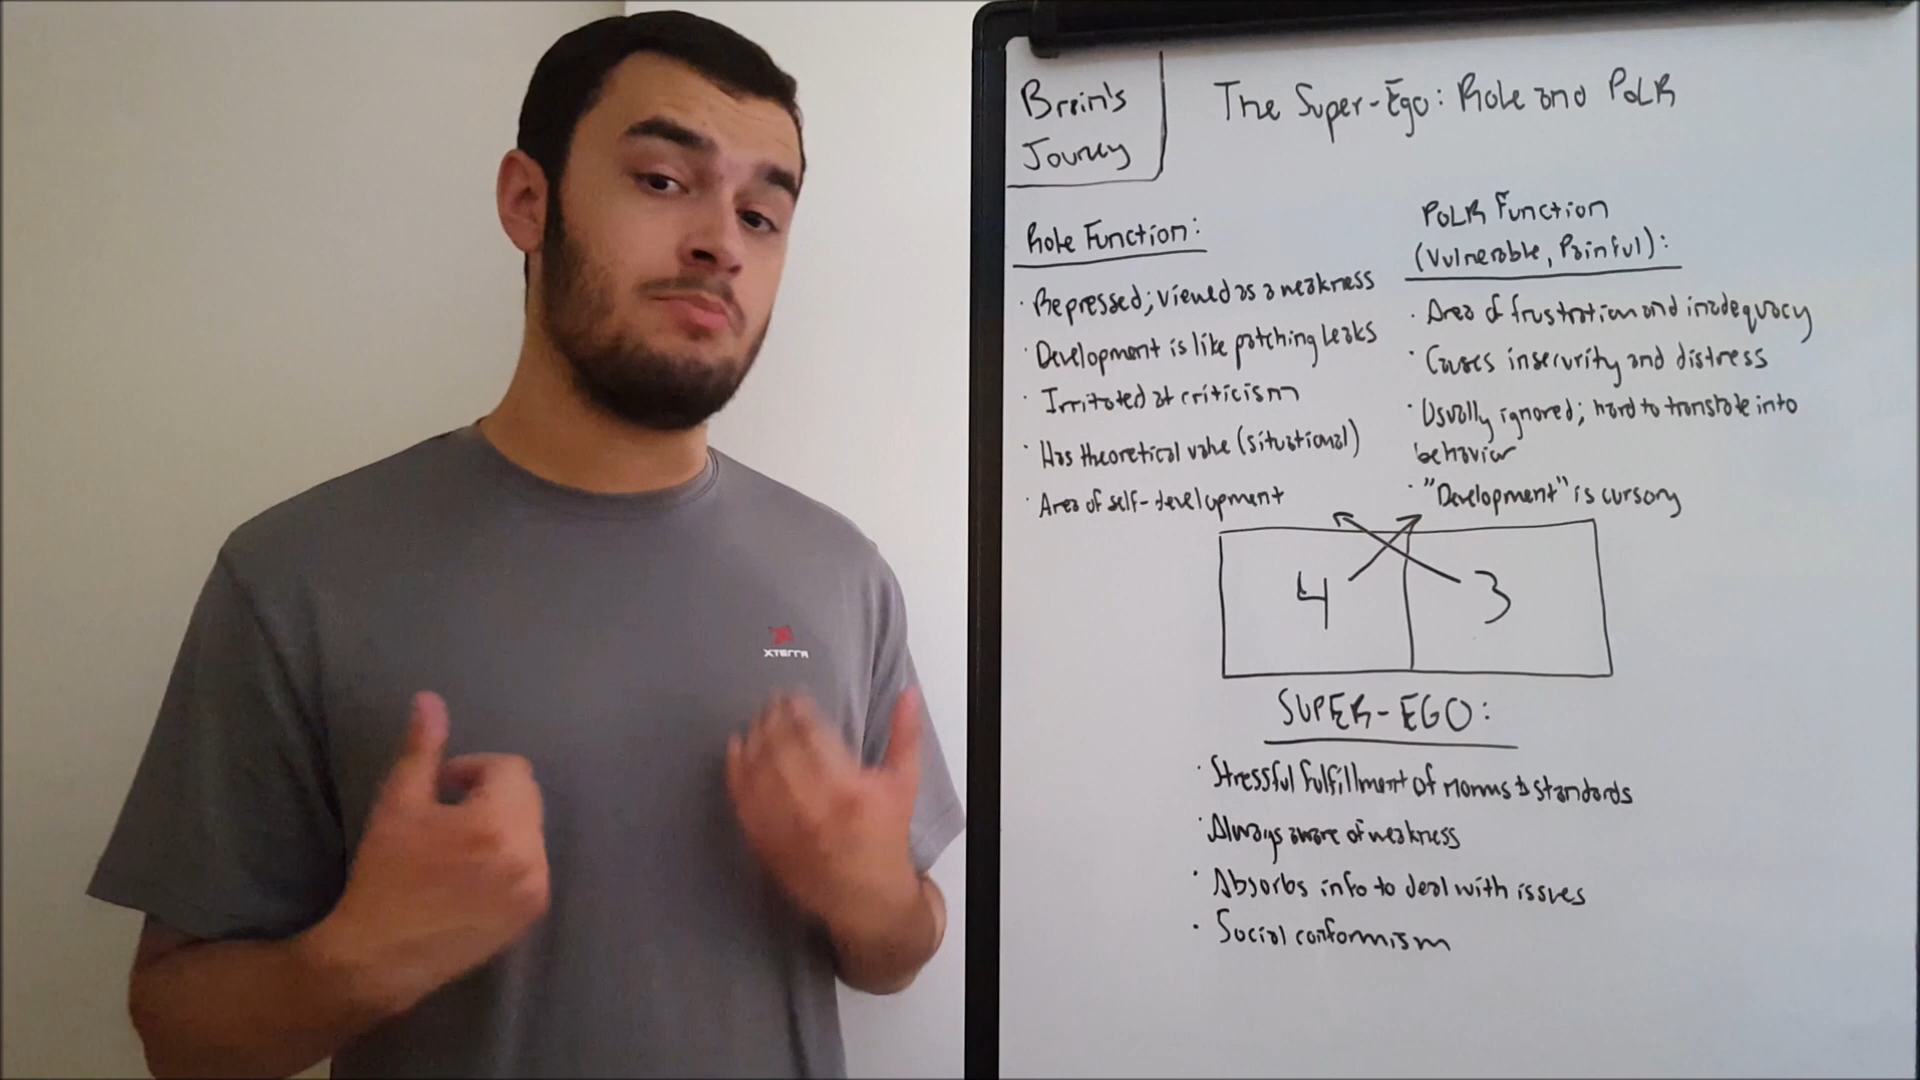 Brain's
Journey
The Super-Ego: Role and PoLR
Role Function:
· Repressed; viewed as a weakness
· Development is like patching leaks
· Irritated at criticism
· Has theoretical value (situational)
· Area of self-development
PoLR Function
(Vulnerable, Painful):
· Area of frustration and inadequacy
· Causes insecurity and distress
· Usually ignored; hard to translate into
behavior
· "Development" is cursory
4 3
SUPER-EGO:
· Stressful fulfillment of norms & standards
· Always aware of weakness
· Absorbs info to deal with issues
· Social conformism
XTERRA